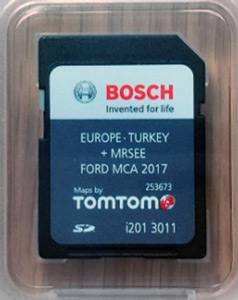 BOSCH
Invented for life
EUROPE · TURKEY
+ MRSEE
FORD MCA 2017
Maps by 253673
TOMTOM
SD i201 3011